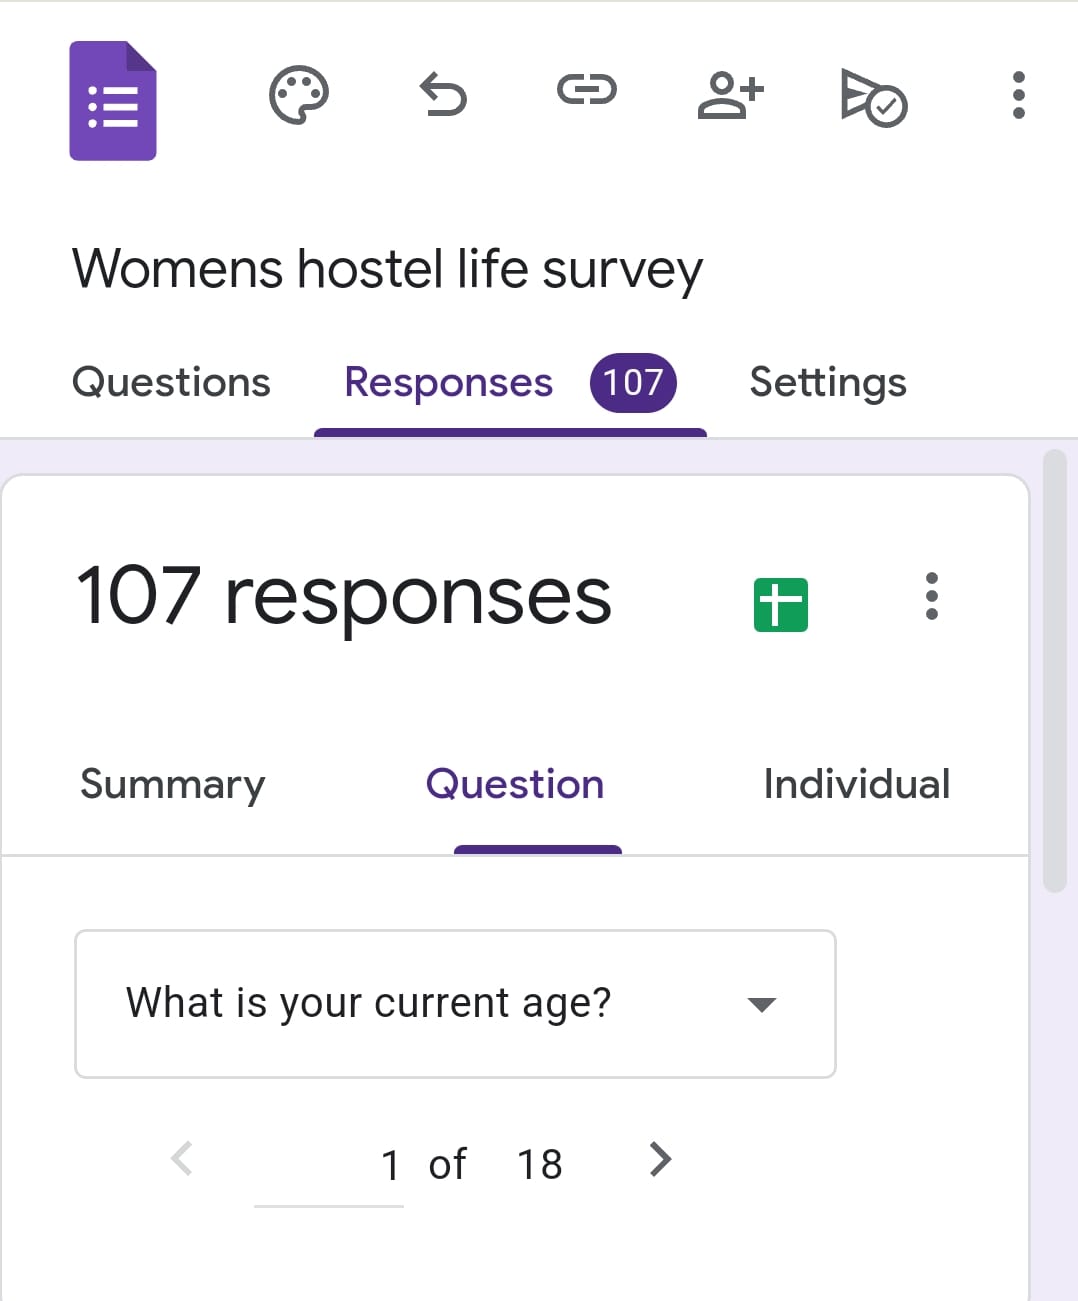 Womens hostel life survey
Questions Responses 107 Settings
107 responses
Summary Question Individual
What is your current age?
1 of 18